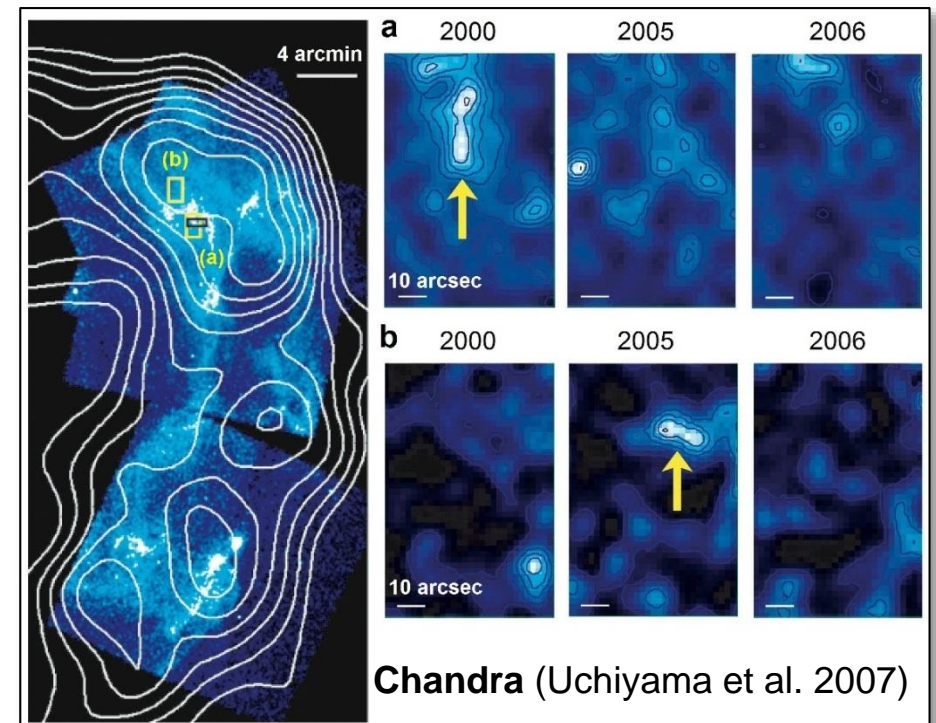 4 arcmin
(b)
(a)
a
2000 2005 2006
10 arcsec
b
2000 2005 2006
10 arcsec
Chandra (Uchiyama et al. 2007)